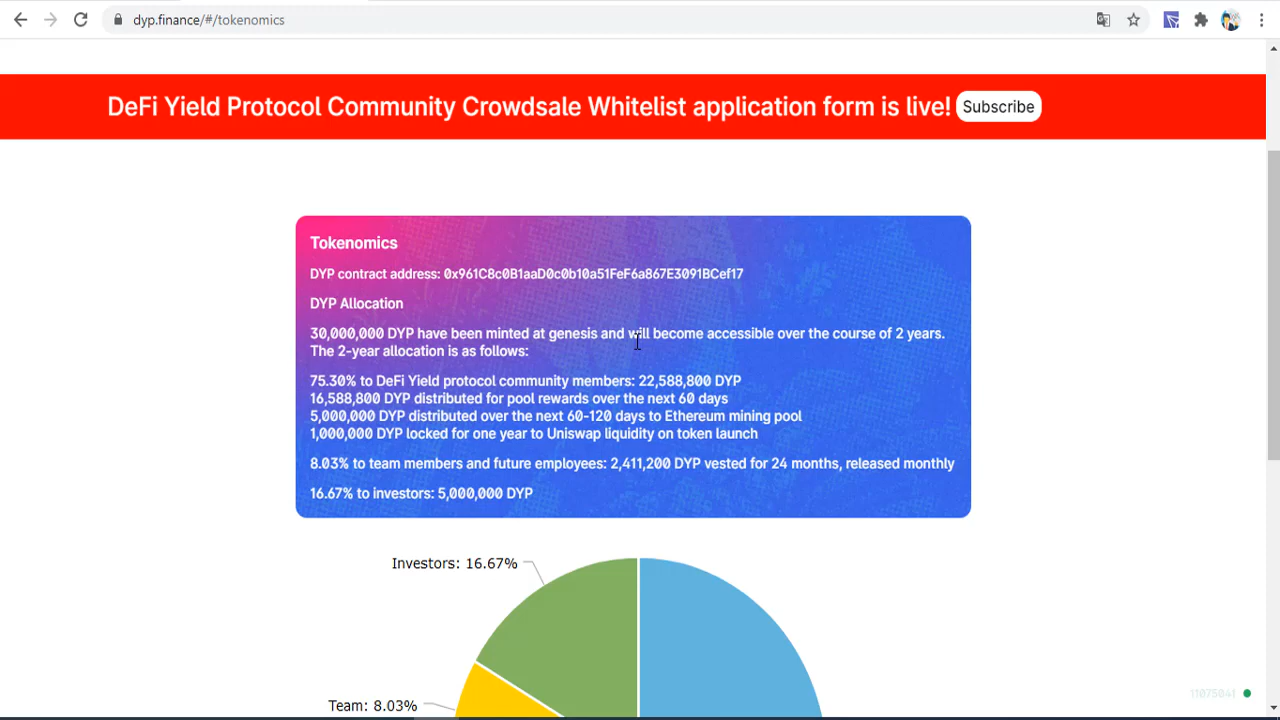 dyp.finance/#/tokenomics
DeFi Yield Protocol Community Crowdsale Whitelist application form is live! Subscribe
Tokenomics
DYP contract address: 0x961C8c0B1aaD0c0b10a51FeF6a867E3091BCef17
DYP Allocation
30,000,000 DYP have been minted at genesis and will become accessible over the course of 2 years.
The 2-year allocation is as follows:
75.30% to DeFi Yield protocol community members: 22,588,800 DYP
16,588,800 DYP distributed for pool rewards over the next 60 days
5,000,000 DYP distributed over the next 60-120 days to Ethereum mining pool
1,000,000 DYP locked for one year to Uniswap liquidity on token launch
8.03% to team members and future employees: 2,411,200 DYP vested for 24 months, released monthly
16.67% to investors: 5,000,000 DYP
Investors: 16.67%
Team: 8.03%
1107504|